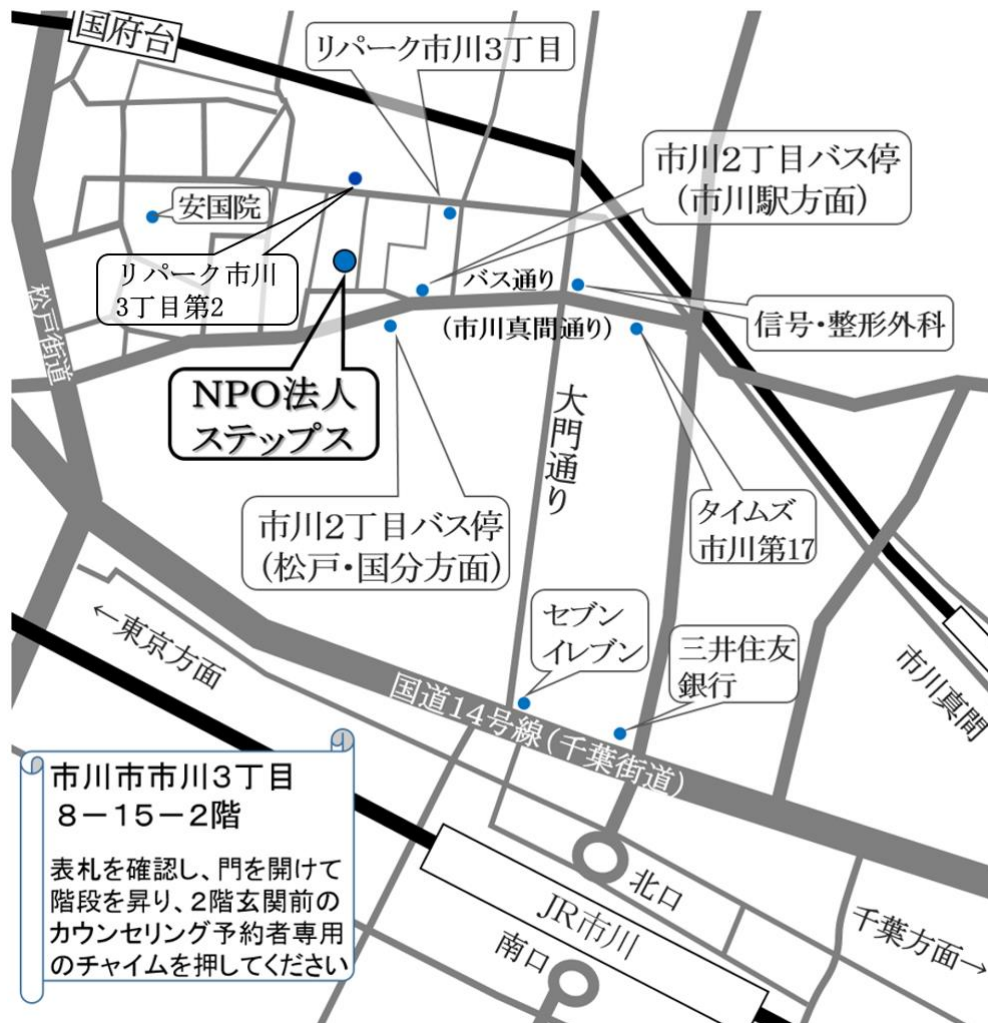 国府台
リパーク市川3丁目
市川2丁目バス停
(市川駅方面)
安国院
リパーク市川
3丁目第2
バス通り
(市川真間通り)
信号・整形外科
松戸街道
NPO法人
ステップス
大門通り
タイムズ
市川第17
市川2丁目バス停
(松戸・国分方面)
セブン
イレブン
三井住友
銀行
←東京方面
国道14号線(千葉街道)
市川真間
市川市市川3丁目
8-15-2階
表札を確認し、門を開けて
階段を昇り、2階玄関前の
カウンセリング予約者専用
のチャイムを押してください
北口
JR市川
南口
千葉方面→